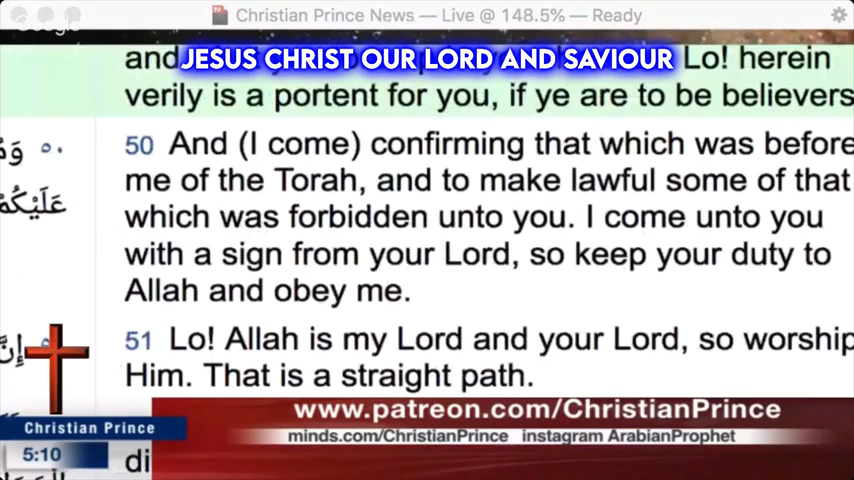 Christian Prince News — Live @ 148.5% — Ready
JESUS CHRIST OUR LORD AND SAVIOUR
and Lo! herein
verily is a portent for you, if ye are to be believers
50 And (I come) confirming that which was before
me of the Torah, and to make lawful some of that
which was forbidden unto you. I come unto you
عَلَيْكُمْ
with a sign from your Lord, so keep your duty to
Allah and obey me.
51 Lo! Allah is my Lord and your Lord, so worship
Him. That is a straight path.
www.patreon.com/ChristianPrince
Christian Prince
minds.com/ChristianPrince instagram ArabianProphet
5:10
di